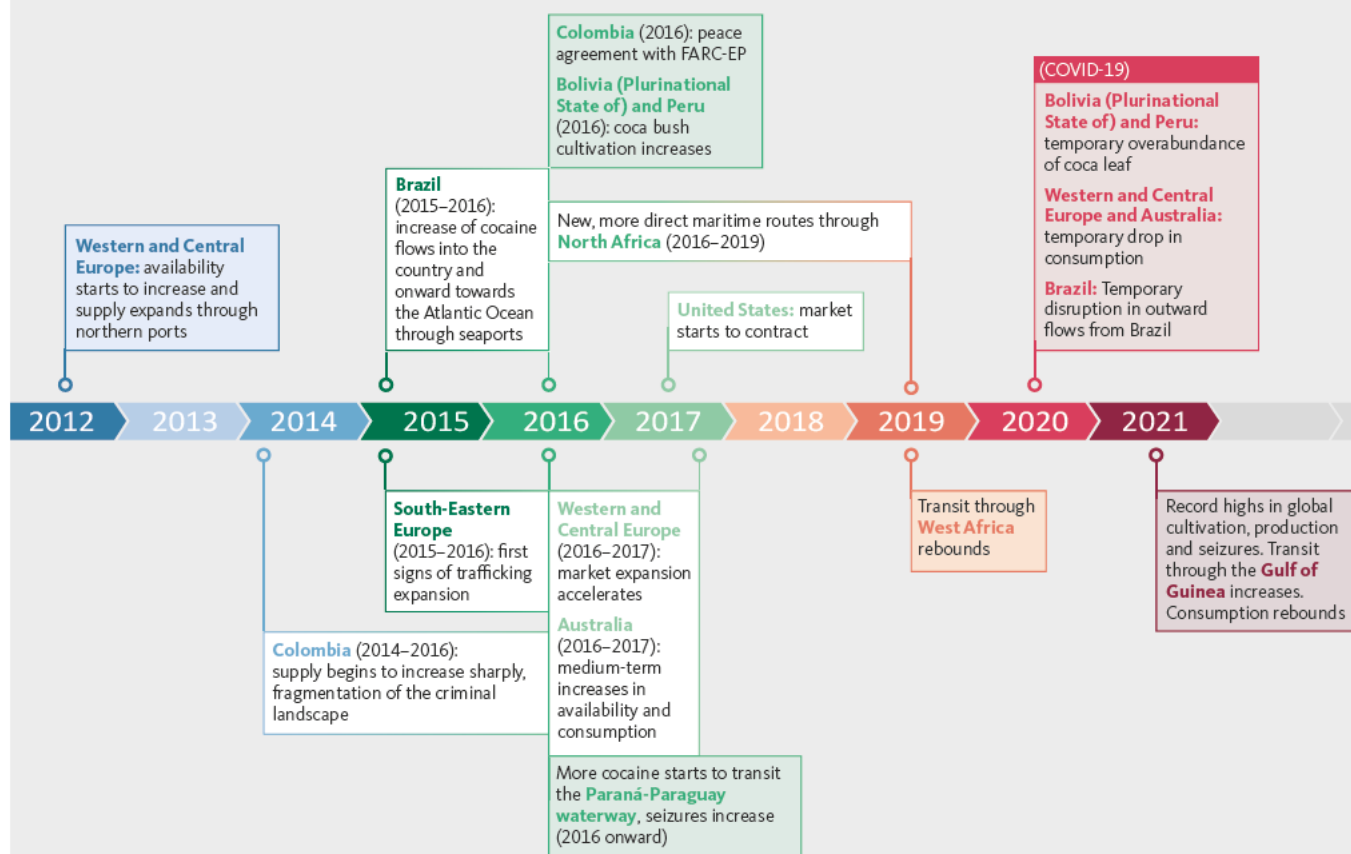 Colombia (2016): peace
agreement with FARC-EP
Bolivia (Plurinational
State of) and Peru
(2016): coca bush
cultivation increases
(COVID-19)
Bolivia (Plurinational
State of) and Peru:
temporary overabundance
of coca leaf
Western and Central
Europe and Australia:
temporary drop in
consumption
Brazil: Temporary
disruption in outward
flows from Brazil
Brazil
(2015–2016):
increase of cocaine
flows into the
country and
onward towards
the Atlantic Ocean
through seaports
New, more direct maritime routes through
North Africa (2016–2019)
Western and Central
Europe: availability
starts to increase and
supply expands through
northern ports
United States: market
starts to contract
2012
2013
2014
2015
2016
2017
2018
2019
2020
2021
South-Eastern
Europe
(2015–2016): first
signs of trafficking
expansion
Western and
Central Europe
(2016–2017):
market expansion
accelerates
Australia
(2016–2017):
medium-term
increases in
availability and
consumption
Transit through
West Africa
rebounds
Record highs in global
cultivation, production
and seizures. Transit
through the Gulf of
Guinea increases.
Consumption rebounds
Colombia (2014–2016):
supply begins to increase sharply,
fragmentation of the criminal
landscape
More cocaine starts to transit
the Paraná-Paraguay
waterway, seizures increase
(2016 onward)